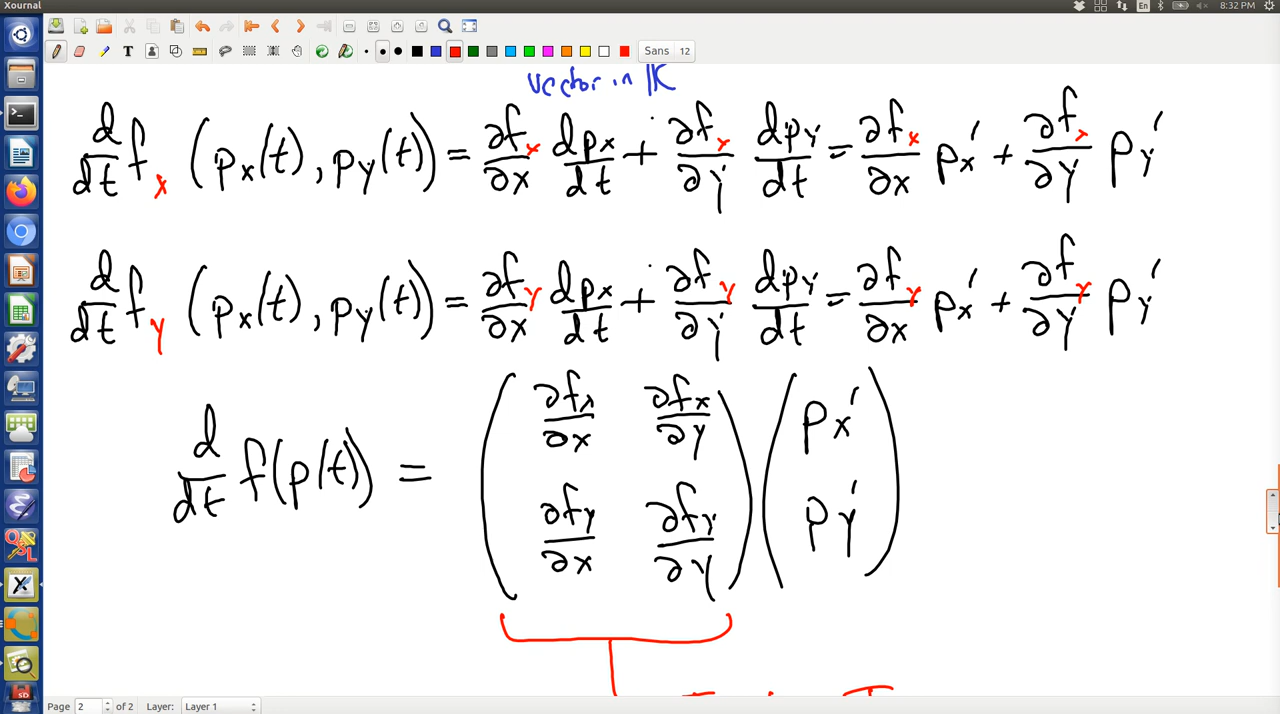 Xournal
En
8:32 PM
Sans 12
vector in ℝ
d/dt f_x (p_x(t), p_y(t)) = ∂f_x/∂x dp_x/dt + ∂f_x/∂y dp_y/dt = ∂f_x/∂x p_x' + ∂f_x/∂y p_y'
d/dt f_y (p_x(t), p_y(t)) = ∂f_y/∂x dp_x/dt + ∂f_y/∂y dp_y/dt = ∂f_y/∂x p_x' + ∂f_y/∂y p_y'
d/dt f(p(t)) = ( ∂f_x/∂x ∂f_x/∂y ; ∂f_y/∂x ∂f_y/∂y ) ( p_x' ; p_y' )
Page 2 of 2 Layer: Layer 1